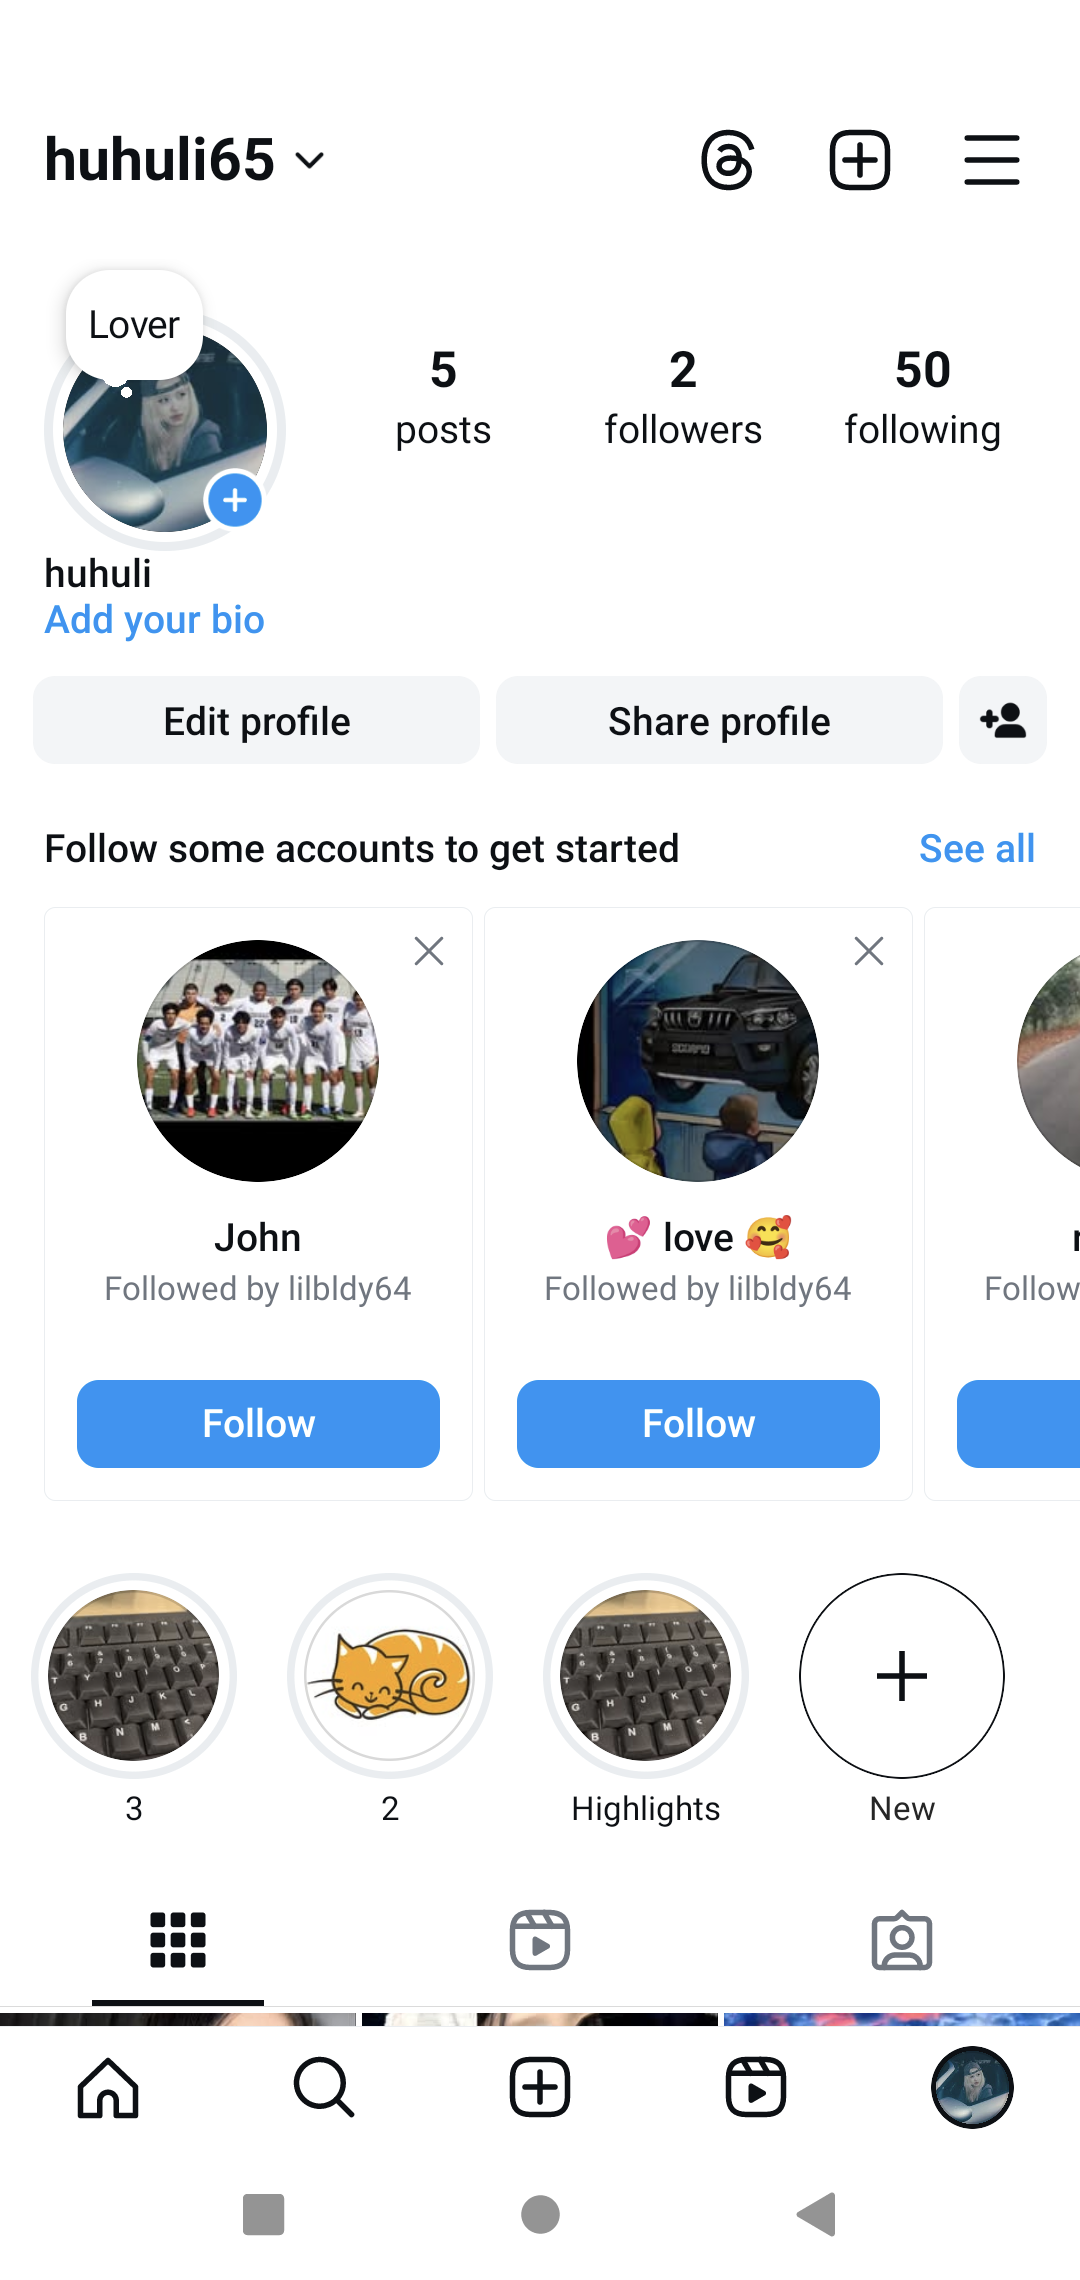 huhuli65
Lover
5
posts
2
followers
50
following
huhuli
Add your bio
Edit profile
Share profile
Follow some accounts to get started
See all
John
Followed by lilbldy64
Follow
💕 love 🥰
Followed by lilbldy64
Follow
Follow
3
2
Highlights
New